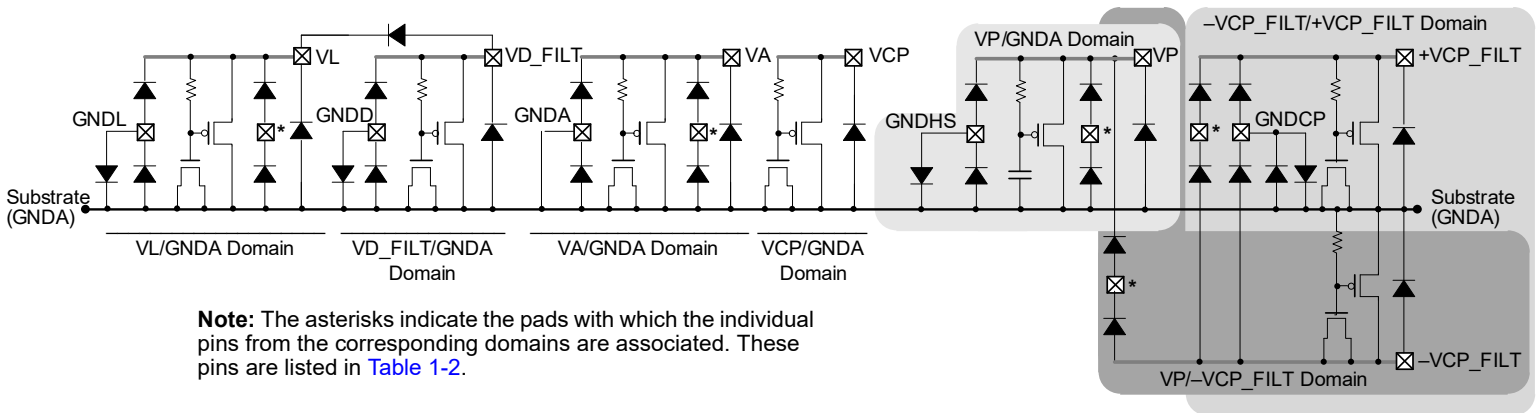 –VCP_FILT/+VCP_FILT Domain
VP/GNDA Domain
VL
VD_FILT
VA
VCP
VP
+VCP_FILT
GNDL
*
GNDD
GNDA
*
GNDHS
*
*
GNDCP
Substrate
(GNDA)
Substrate
(GNDA)
VL/GNDA Domain
VD_FILT/GNDA
Domain
VA/GNDA Domain
VCP/GNDA
Domain
*
Note: The asterisks indicate the pads with which the individual
pins from the corresponding domains are associated. These
pins are listed in Table 1-2.
–VCP_FILT
VP/–VCP_FILT Domain